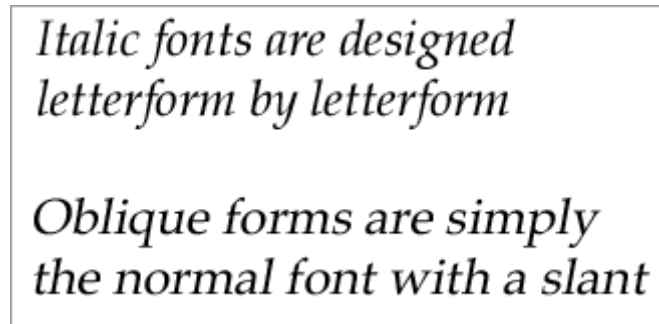 Italic fonts are designed
letterform by letterform
Oblique forms are simply
the normal font with a slant